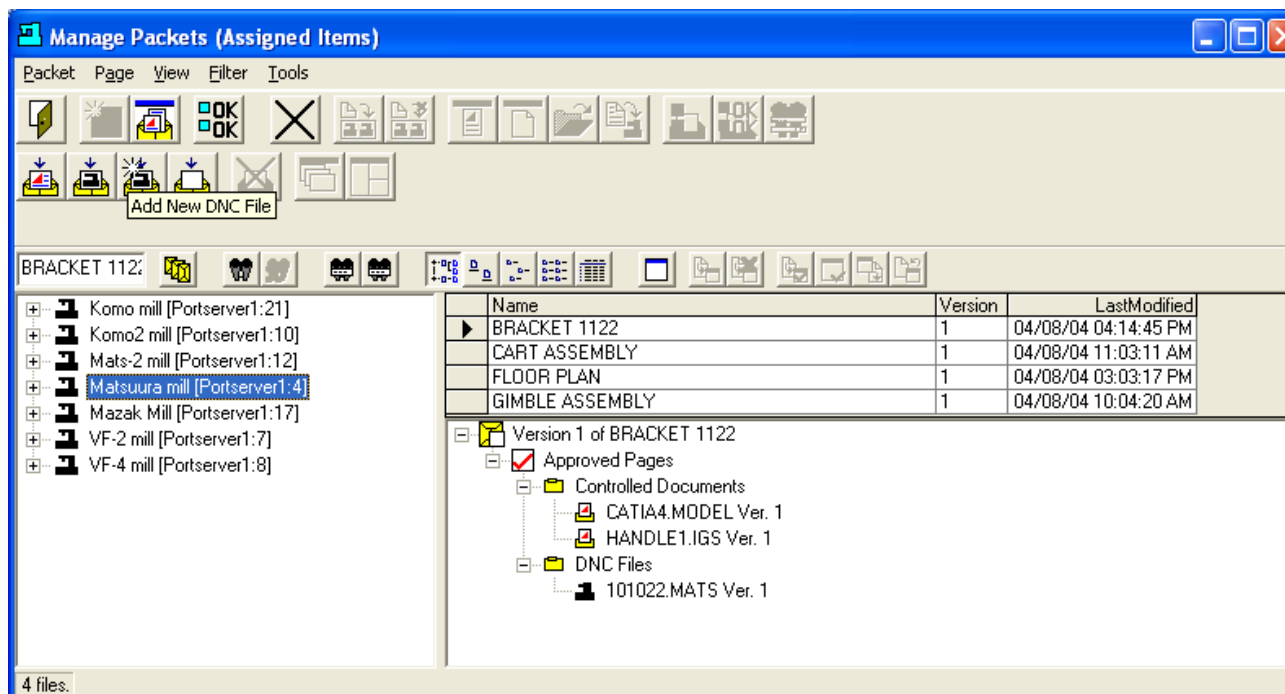 Manage Packets (Assigned Items)
Packet Page View Filter Tools
OK
OK
OK
OK
Add New DNC File
BRACKET 112
Komo mill [Portserver1:21]
Komo2 mill [Portserver1:10]
Mats-2 mill [Portserver1:12]
Matsuura mill [Portserver1:4]
Mazak Mill [Portserver1:17]
VF-2 mill [Portserver1:7]
VF-4 mill [Portserver1:8]
Name Version LastModified
BRACKET 1122 1 04/08/04 04:14:45 PM
CART ASSEMBLY 1 04/08/04 11:03:11 AM
FLOOR PLAN 1 04/08/04 03:03:17 PM
GIMBLE ASSEMBLY 1 04/08/04 10:04:20 AM
Version 1 of BRACKET 1122
Approved Pages
Controlled Documents
CATIA4.MODEL Ver. 1
HANDLE1.IGS Ver. 1
DNC Files
101022.MATS Ver. 1
4 files.